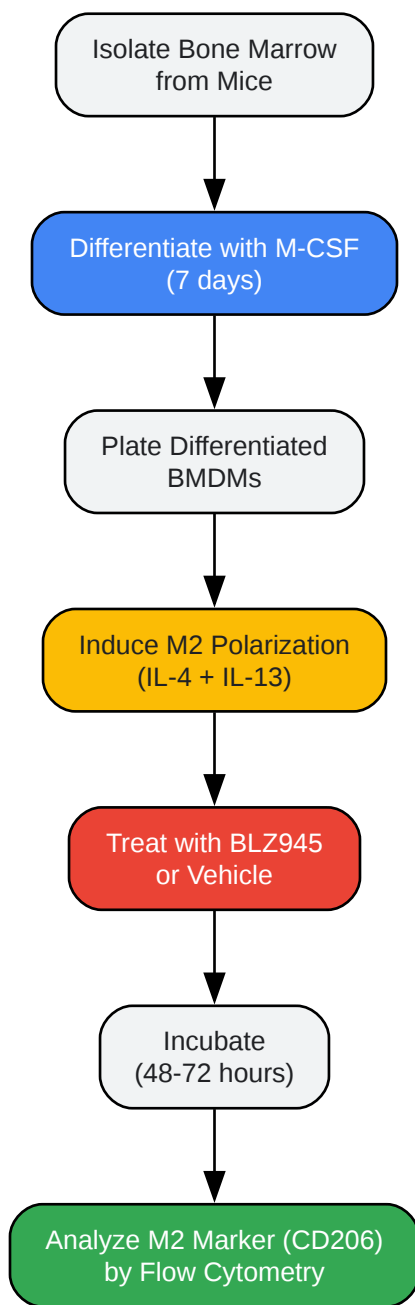 Isolate Bone Marrow
from Mice
Differentiate with M-CSF
(7 days)
Plate Differentiated
BMDMs
Induce M2 Polarization
(IL-4 + IL-13)
Treat with BLZ945
or Vehicle
Incubate
(48-72 hours)
Analyze M2 Marker (CD206)
by Flow Cytometry